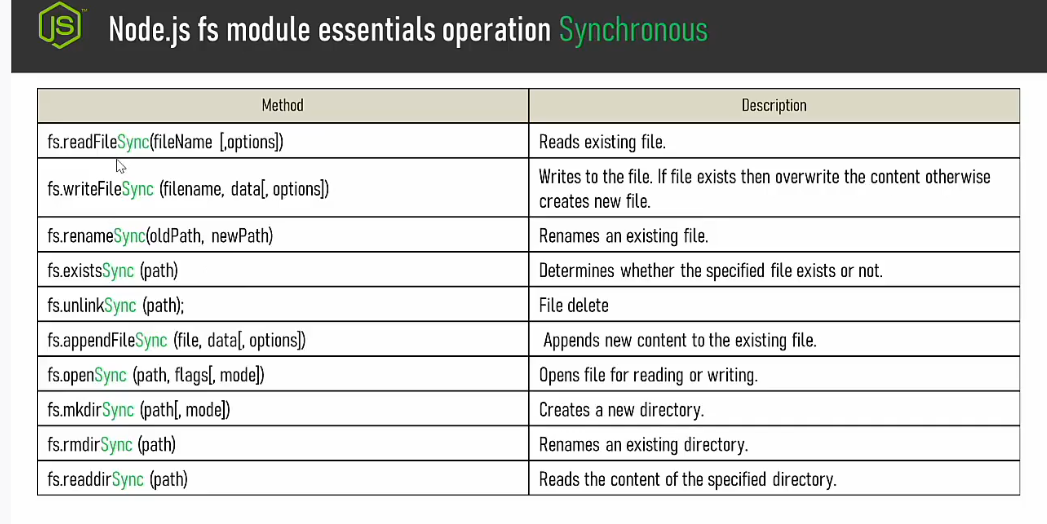 JS
Node.js fs module essentials operation Synchronous
Method Description
fs.readFileSync(fileName [,options]) Reads existing file.
fs.writeFileSync (filename, data[, options]) Writes to the file. If file exists then overwrite the content otherwise
creates new file.
fs.renameSync(oldPath, newPath) Renames an existing file.
fs.existsSync (path) Determines whether the specified file exists or not.
fs.unlinkSync (path); File delete
fs.appendFileSync (file, data[, options]) Appends new content to the existing file.
fs.openSync (path, flags[, mode]) Opens file for reading or writing.
fs.mkdirSync (path[, mode]) Creates a new directory.
fs.rmdirSync (path) Renames an existing directory.
fs.readdirSync (path) Reads the content of the specified directory.